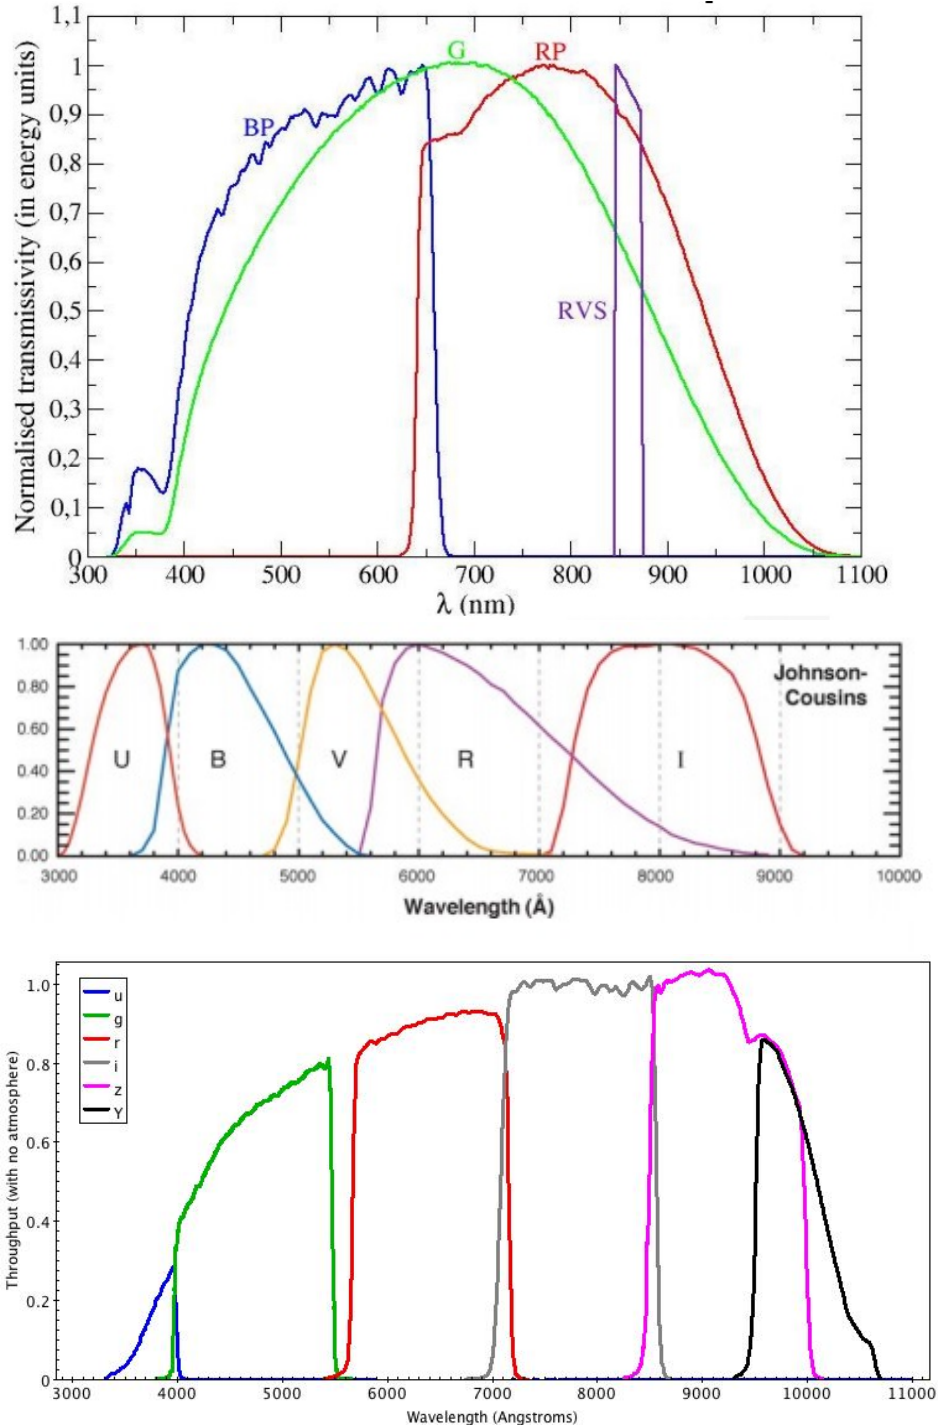 1,1
1
0,9
0,8
0,7
0,6
0,5
0,4
0,3
0,2
0,1
0
Normalised transmissivity (in energy units)
BP
G
RP
RVS
300 400 500 600 700 800 900 1000 1100
λ (nm)
1.00
0.80
0.60
0.40
0.20
0.00
Johnson-
Cousins
U B V R I
3000 4000 5000 6000 7000 8000 9000 10000
Wavelength (Å)
1.0
0.8
0.6
0.4
0.2
0
Throughput (with no atmosphere)
u
g
r
i
z
Y
3000 4000 5000 6000 7000 8000 9000 10000 11000
Wavelength (Angstroms)